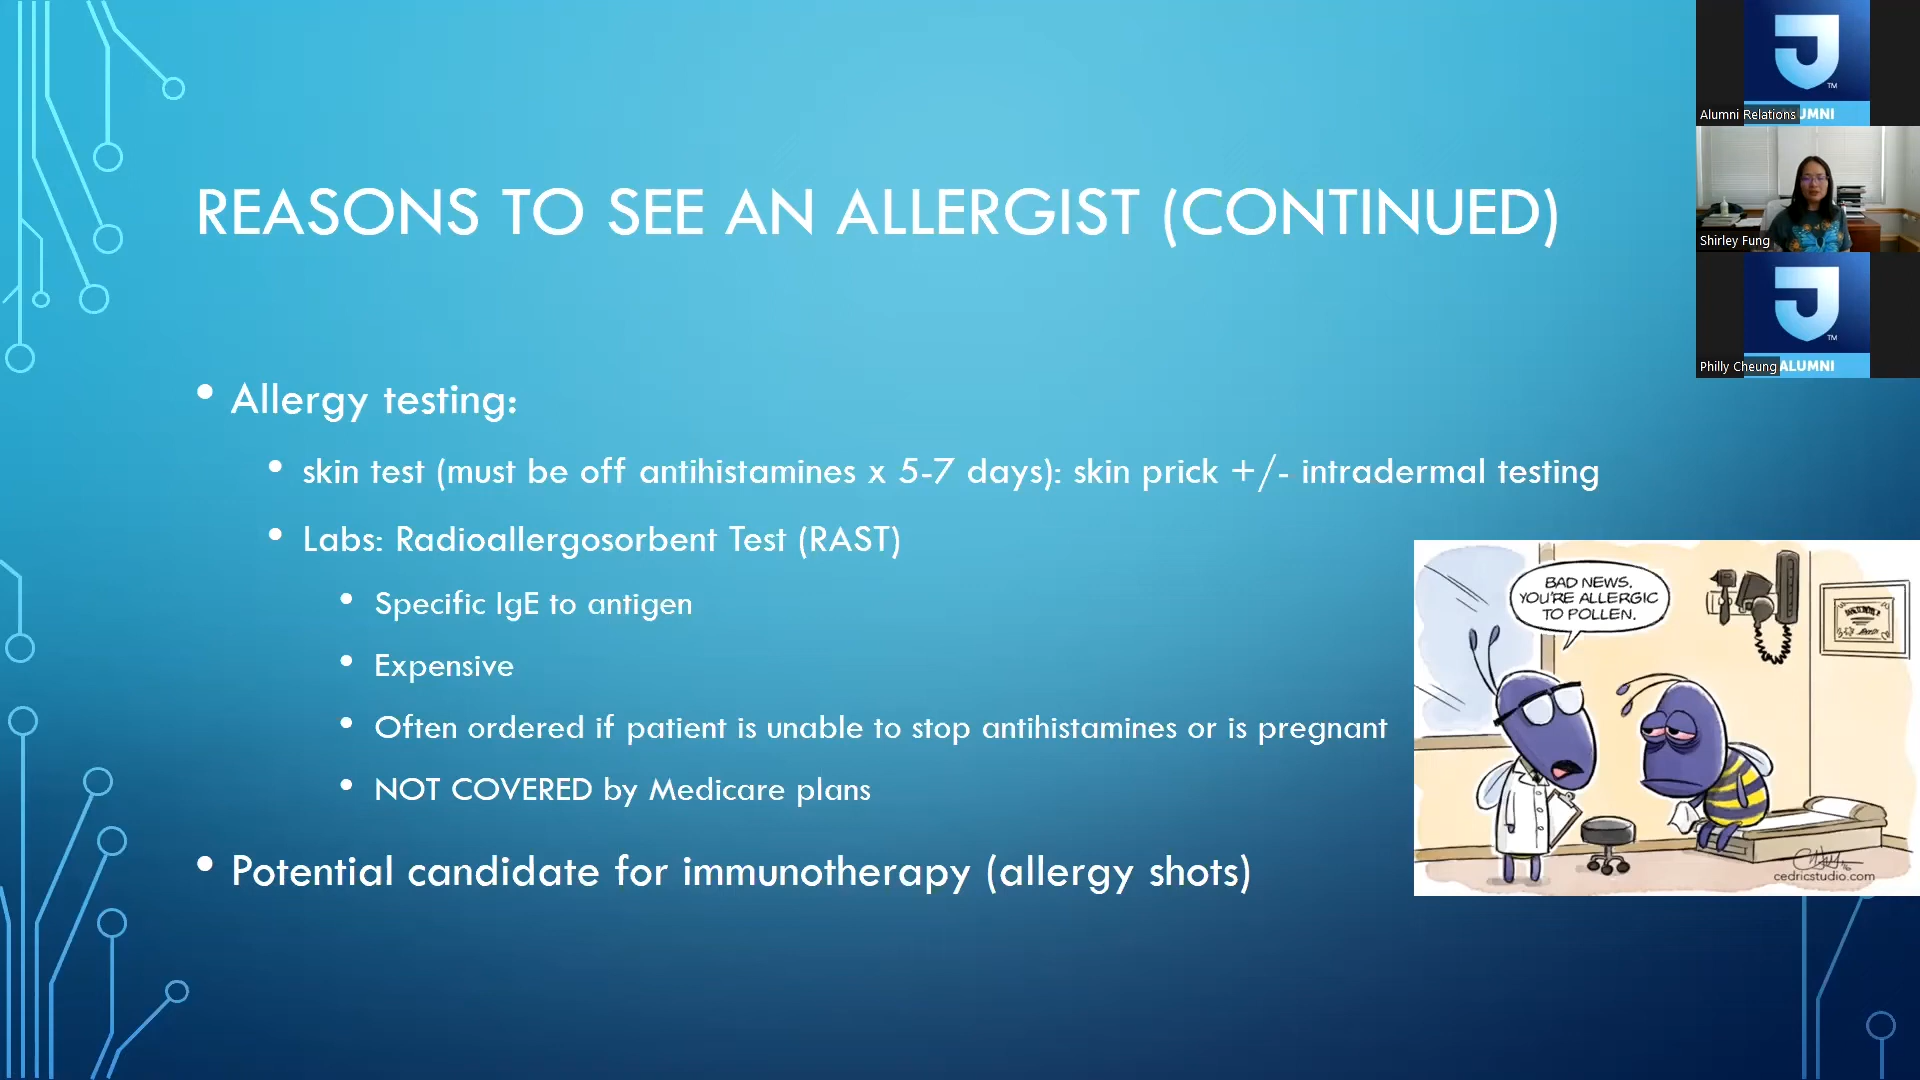 REASONS TO SEE AN ALLERGIST (CONTINUED)
• Allergy testing:
• skin test (must be off antihistamines x 5-7 days): skin prick +/- intradermal testing
• Labs: Radioallergosorbent Test (RAST)
• Specific IgE to antigen
• Expensive
• Often ordered if patient is unable to stop antihistamines or is pregnant
• NOT COVERED by Medicare plans
• Potential candidate for immunotherapy (allergy shots)
BAD NEWS.
YOU'RE ALLERGIC
TO POLLEN.
cedricstudio.com
J
TM
Alumni Relations
UMNI
Shirley Fung
J
TM
Philly Cheung
ALUMNI